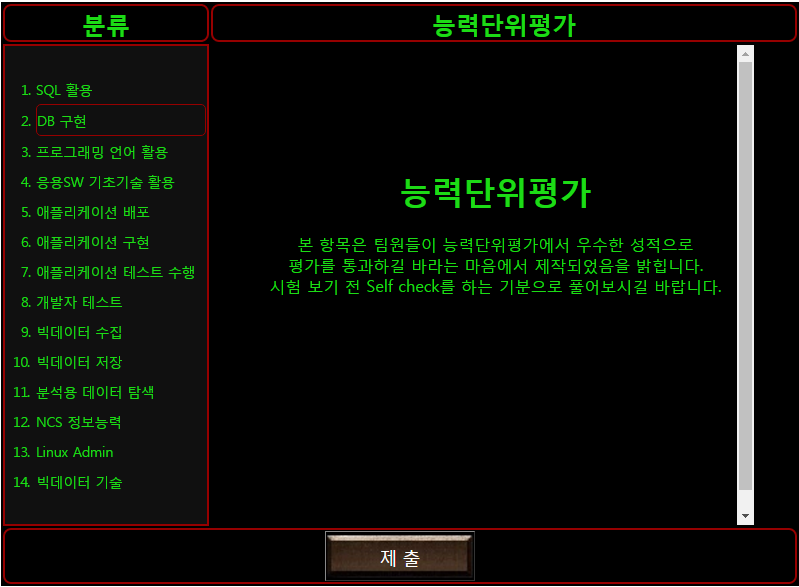 분류
능력단위평가
1. SQL 활용
2. DB 구현
3. 프로그래밍 언어 활용
4. 응용SW 기초기술 활용
5. 애플리케이션 배포
6. 애플리케이션 구현
7. 애플리케이션 테스트 수행
8. 개발자 테스트
9. 빅데이터 수집
10. 빅데이터 저장
11. 분석용 데이터 탐색
12. NCS 정보능력
13. Linux Admin
14. 빅데이터 기술
능력단위평가
본 항목은 팀원들이 능력단위평가에서 우수한 성적으로
평가를 통과하길 바라는 마음에서 제작되었음을 밝힙니다.
시험 보기 전 Self check를 하는 기분으로 풀어보시길 바랍니다.
제 출